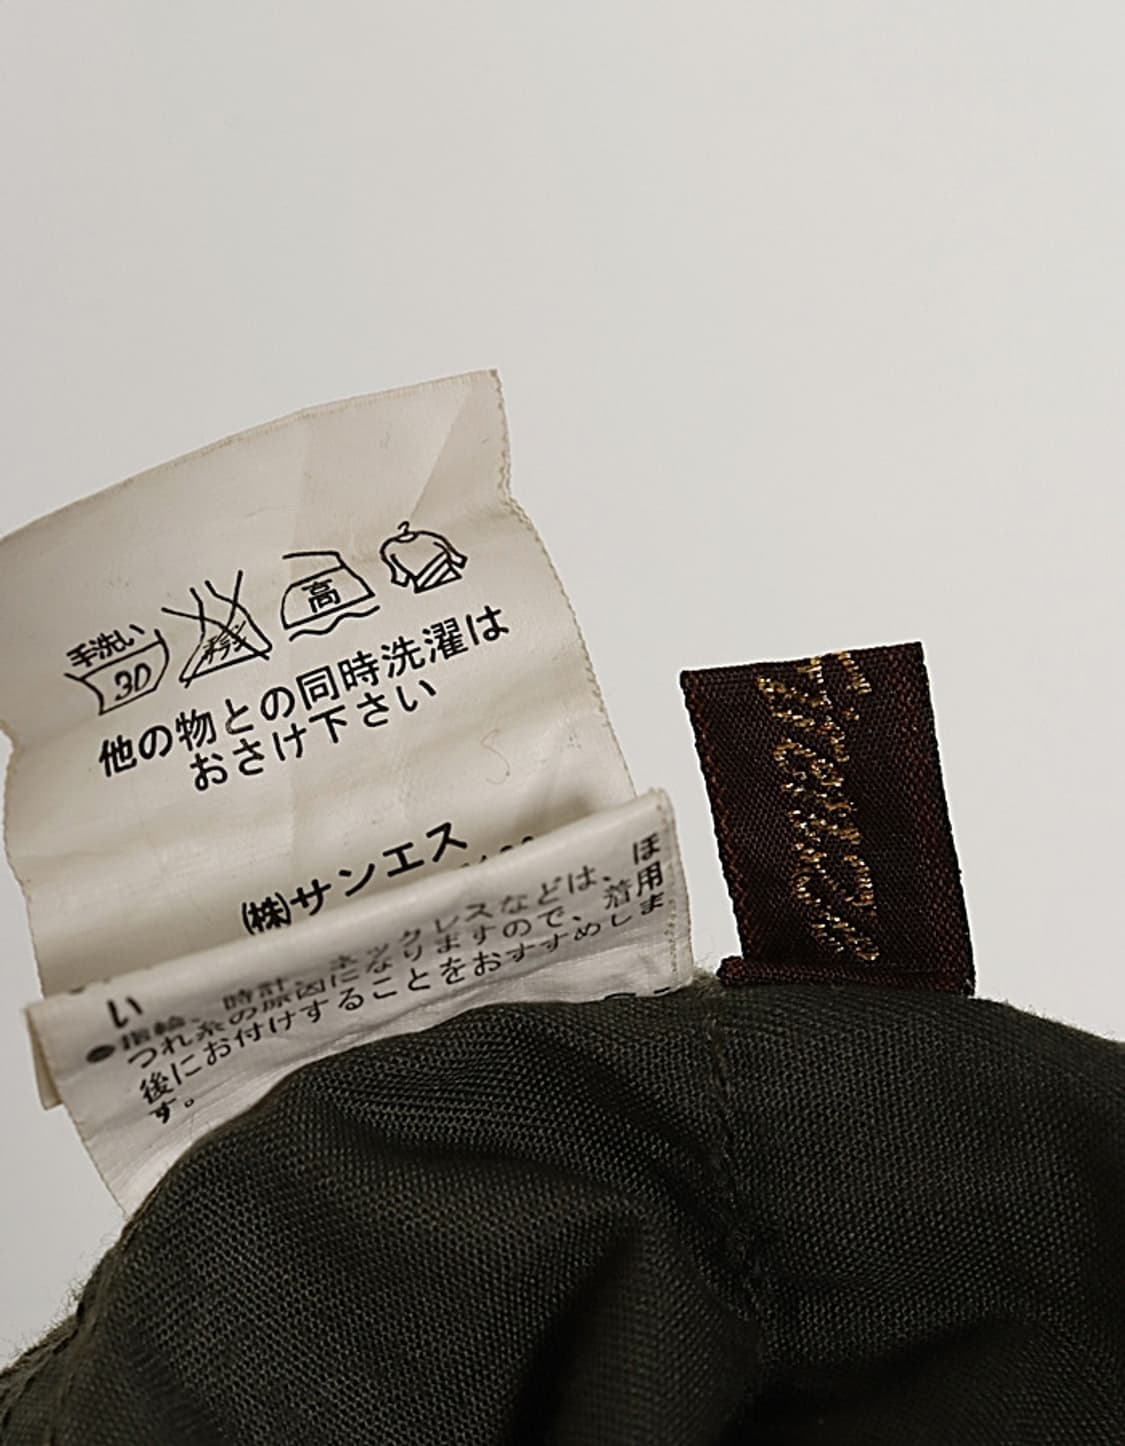 手洗い
30
高
他の物との同時洗濯は
おさけ下さい
㈱サンエス
い
●指輪、時計、ネックレスなどは、ほ
つれ糸の原因になりますので、着用
後にお付けすることをおすすめしま
す。